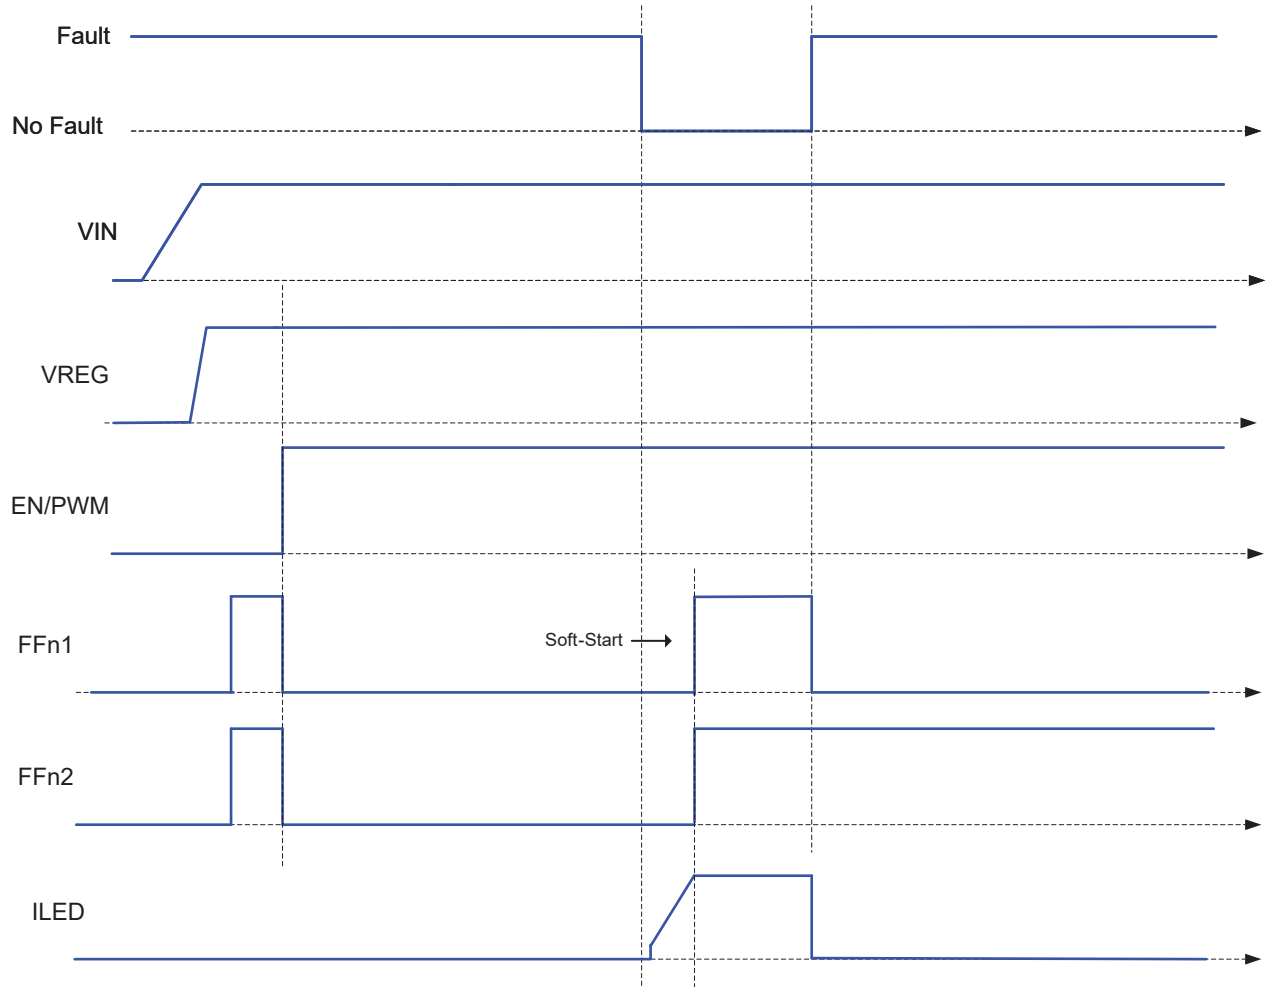 Fault
No Fault
VIN
VREG
EN/PWM
FFn1
Soft-Start
FFn2
ILED